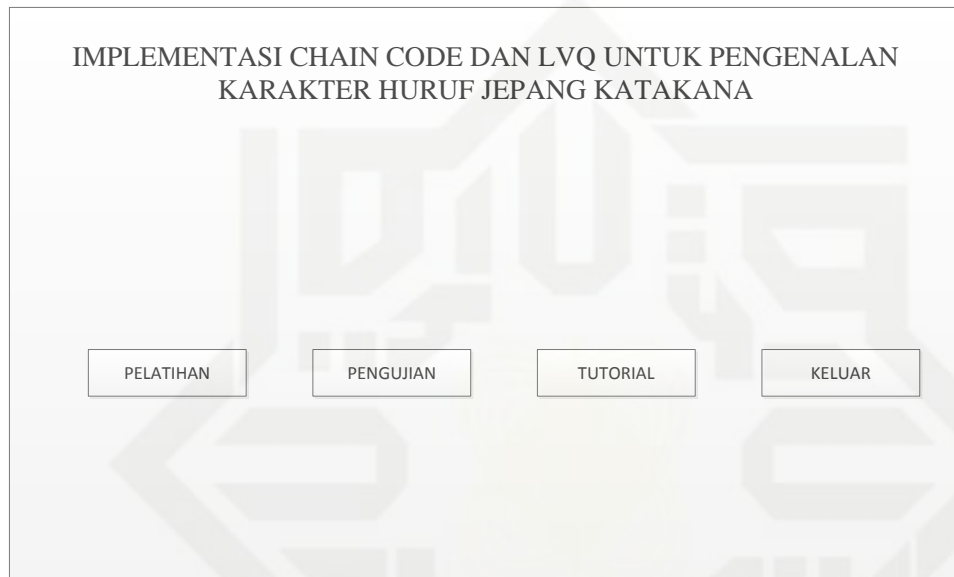 IMPLEMENTASI CHAIN CODE DAN LVQ UNTUK PENGENALAN
KARAKTER HURUF JEPANG KATAKANA
PELATIHAN PENGUJIAN TUTORIAL KELUAR